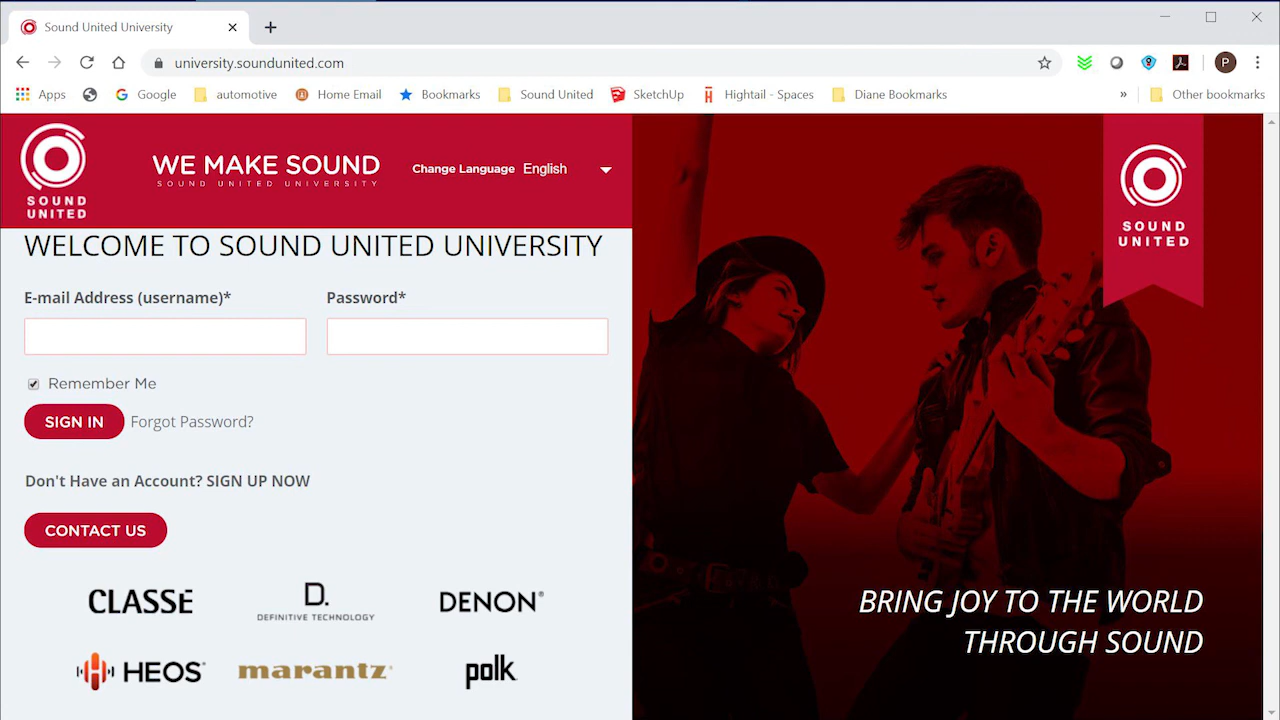 Sound United University
university.soundunited.com
P
Apps Google automotive Home Email Bookmarks Sound United SketchUp Hightail - Spaces Diane Bookmarks » Other bookmarks
SOUND
UNITED
WE MAKE SOUND
SOUND UNITED UNIVERSITY
Change Language English
SOUND
UNITED
WELCOME TO SOUND UNITED UNIVERSITY
E-mail Address (username)* Password*
Remember Me
SIGN IN Forgot Password?
Don't Have an Account? SIGN UP NOW
CONTACT US
CLASSĒ D. DENON®
DEFINITIVE TECHNOLOGY
HEOS® marantz® polk
BRING JOY TO THE WORLD
THROUGH SOUND